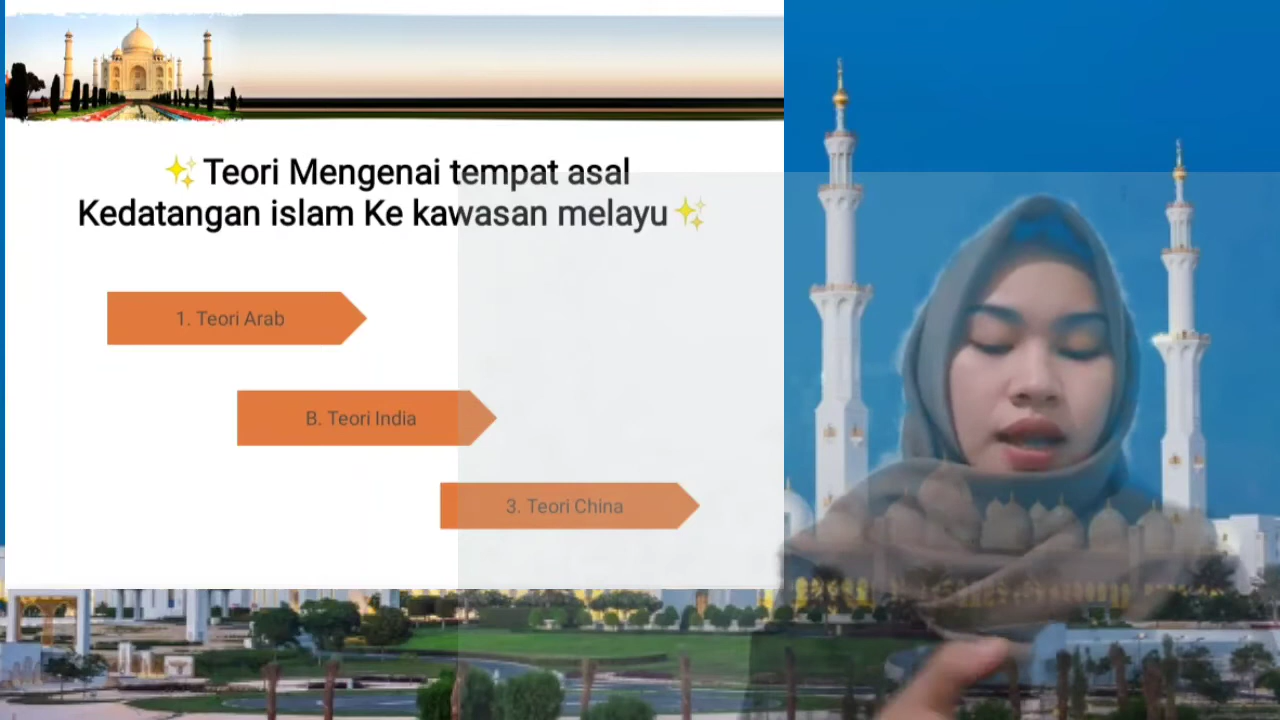 ✨Teori Mengenai tempat asal
Kedatangan islam Ke kawasan melayu✨
1. Teori Arab
B. Teori India
3. Teori China